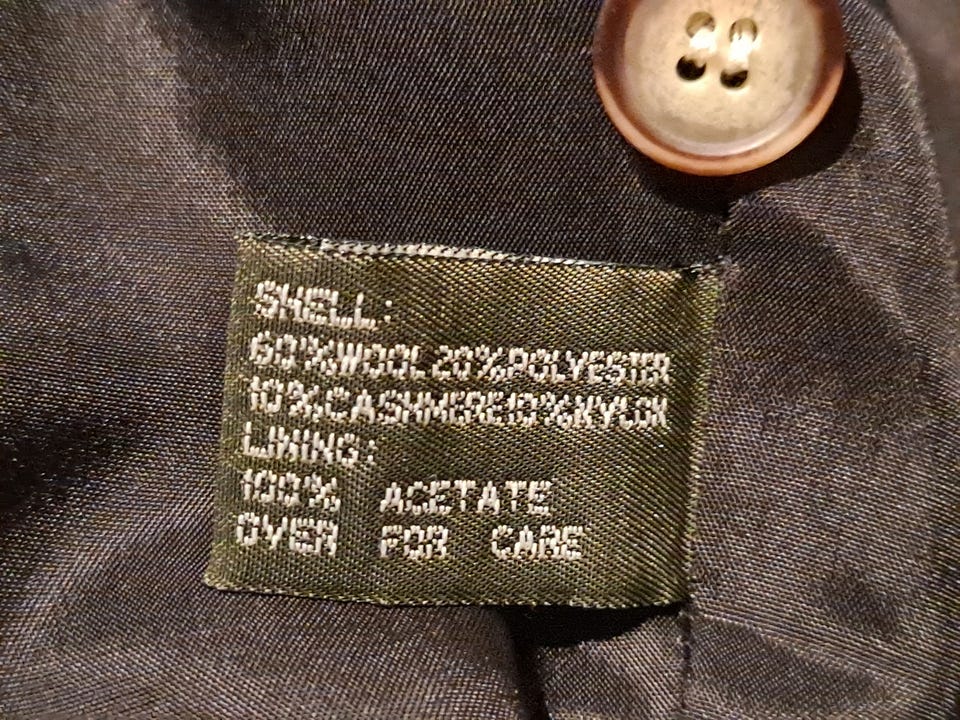 SHELL:
60%WOOL20%POLYESTER
10%CASHMERE10%NYLON
LINING:
100% ACETATE
OVER FOR CARE